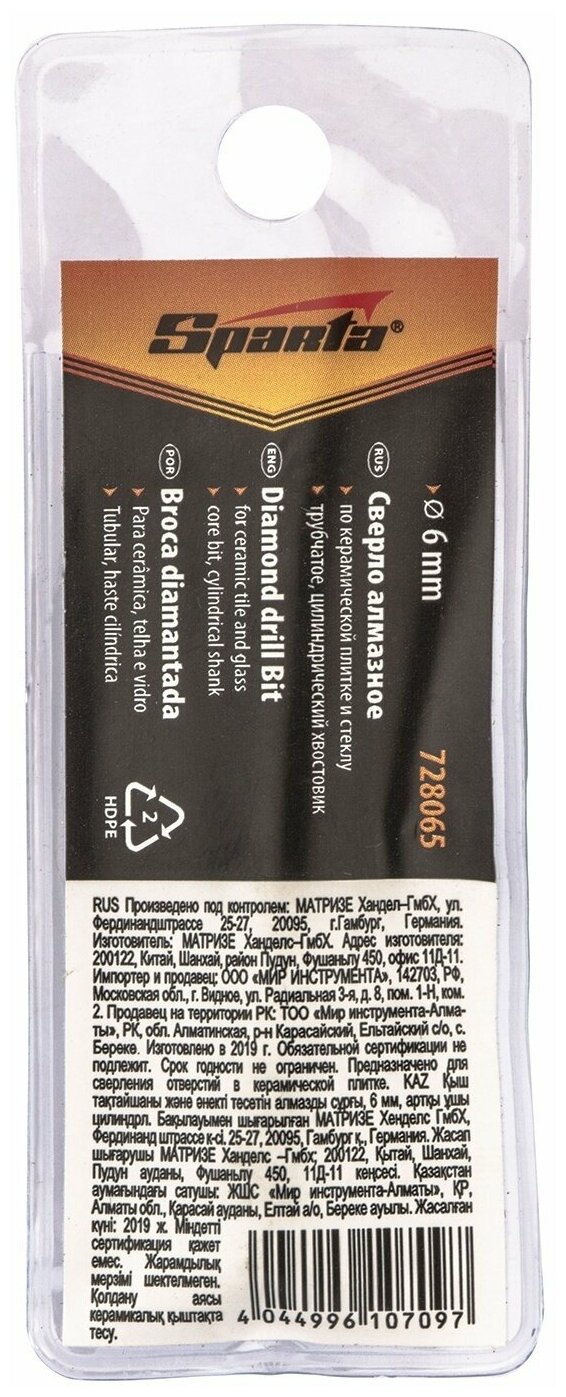 Sparta®
Ø 6 mm
728065
RUS
Сверло алмазное
по керамической плитке и стеклу
трубчатое, цилиндрический хвостовик
ENG
Diamond drill Bit
for ceramic tile and glass
core bit, cylindrical shank
POR
Broca diamantada
Para cerâmica, telha e vidro
Tubular, haste cilíndrica
2
HDPE
RUS Произведено под контролем: МАТРИЗЕ Хандел–ГмбХ, ул.
Фердинандштрассе 25-27, 20095, г.Гамбург, Германия.
Изготовитель: МАТРИЗЕ Ханделс–ГмбХ. Адрес изготовителя:
200122, Китай, Шанхай, район Пудун, Фушаньлу 450, офис 11Д-11.
Импортер и продавец: ООО «МИР ИНСТРУМЕНТА», 142703, РФ,
Московская обл., г. Видное, ул. Радиальная 3-я, д. 8, пом. 1-Н, ком.
2. Продавец на территории РК: ТОО «Мир инструмента-Алма-
ты», РК, обл. Алматинская, р-н Карасайский, Ельтайский с/о, с.
Береке. Изготовлено в 2019 г. Обязательной сертификации не
подлежит. Срок годности не ограничен. Предназначено для
сверления отверстий в керамической плитке. KAZ Қыш
тақтайшаны және әнекті тесетін алмазды сұрғы, 6 мм, артқы ұшы
цилиндрл. Бақылауымен шығарылған МАТРИЗЕ Хенделс ГмбХ,
Фердинанд штрассе к-сі, 25-27, 20095, Гамбург қ., Германия. Жасап
шығарушы МАТРИЗЕ Ханделс –Гмбх; 200122, Қытай, Шанхай,
Пудун ауданы, Фушаньлу 450, 11Д-11 кеңсесі. Қазақстан
аумағындағы сатушы: ЖШС «Мир инструмента-Алматы», ҚР,
Алматы обл., Қарасай ауданы, Елтай а/о, Береке ауылы. Жасалған
күні: 2019 ж. Міндетті
сертификация қажет
емес. Жарамдылық
мерзімі шектелмеген.
Қолдану аясы
керамикалық қыштақта
тесу.
4 044996 107097